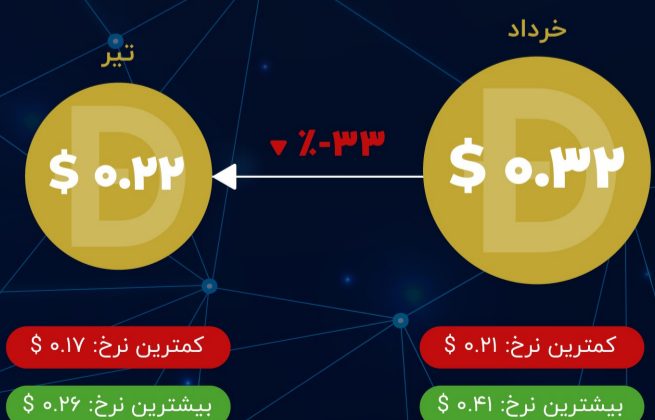 خرداد
$ ۰.۳۲
٪-۳۳
تیر
$ ۰.۲۲
کمترین نرخ: ۰.۲۱ $
بیشترین نرخ: ۰.۴۱ $
کمترین نرخ: ۰.۱۷ $
بیشترین نرخ: ۰.۲۶ $